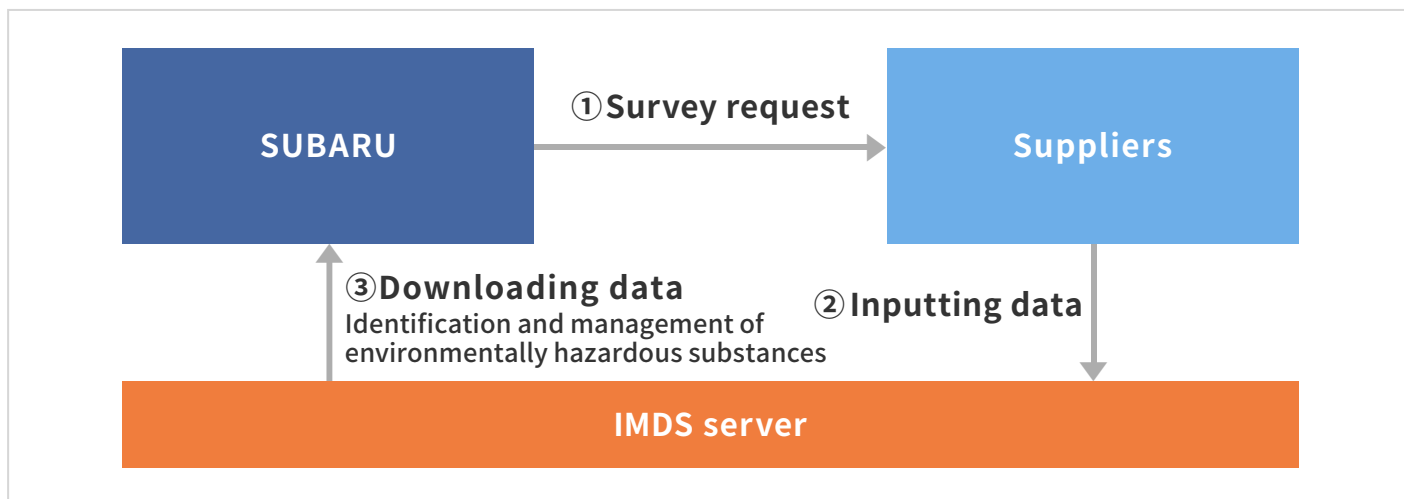 SUBARU
①Survey request
Suppliers
②Inputting data
③Downloading data
Identification and management of
environmentally hazardous substances
IMDS server